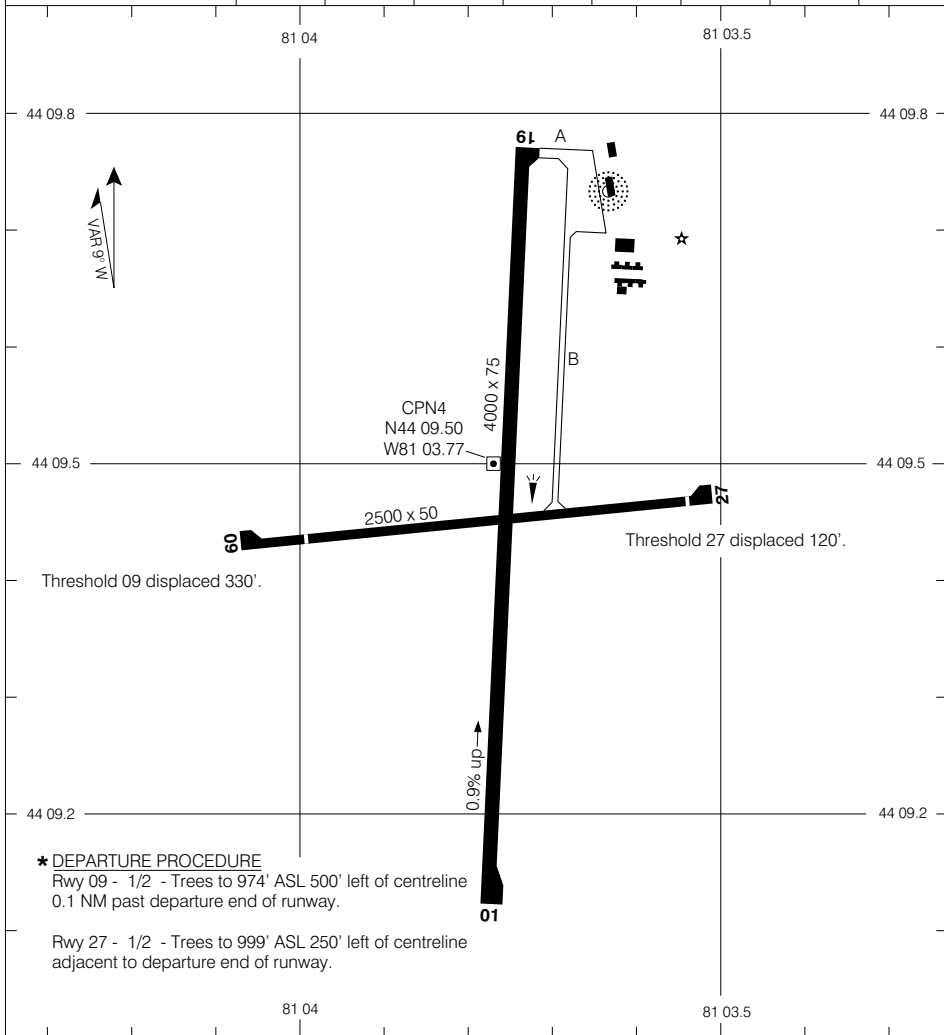 81 04
81 03.5
44 09.8
44 09.8
19
A
VAR 9° W
4000 x 75
B
CPN4
N44 09.50
W81 03.77
44 09.5
44 09.5
27
2500 x 50
09
Threshold 27 displaced 120'.
Threshold 09 displaced 330'.
0.9% up
44 09.2
44 09.2
* DEPARTURE PROCEDURE
Rwy 09 - 1/2 - Trees to 974' ASL 500' left of centreline
0.1 NM past departure end of runway.
01
Rwy 27 - 1/2 - Trees to 999' ASL 250' left of centreline
adjacent to departure end of runway.
81 04
81 03.5